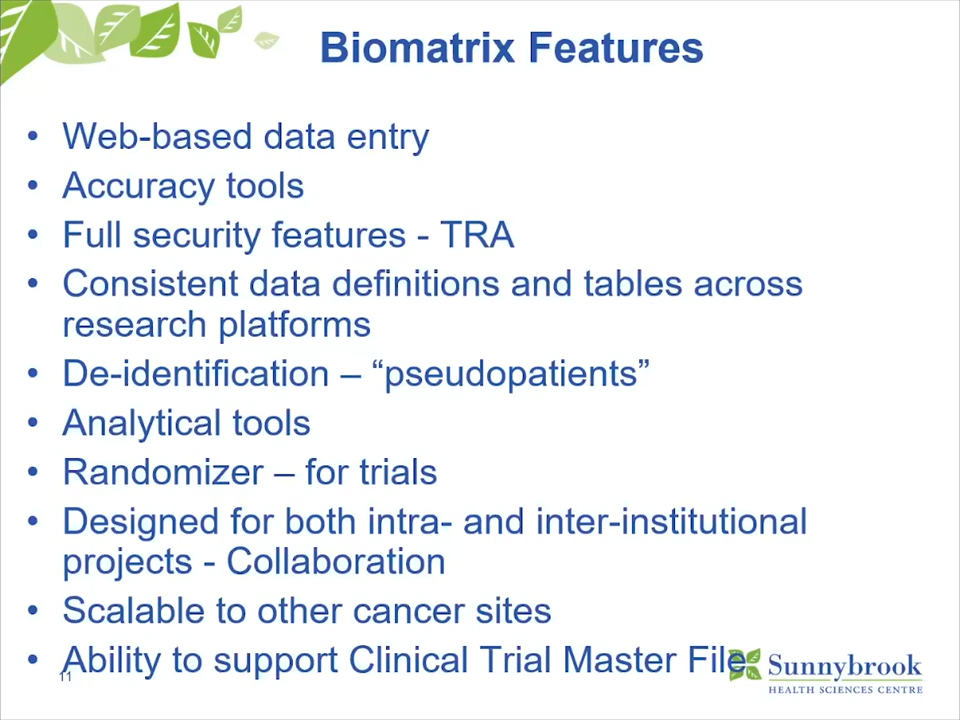 Biomatrix Features
• Web-based data entry
• Accuracy tools
• Full security features - TRA
• Consistent data definitions and tables across
research platforms
• De-identification – “pseudopatients”
• Analytical tools
• Randomizer – for trials
• Designed for both intra- and inter-institutional
projects - Collaboration
• Scalable to other cancer sites
• Ability to support Clinical Trial Master File
11
Sunnybrook
HEALTH SCIENCES CENTRE